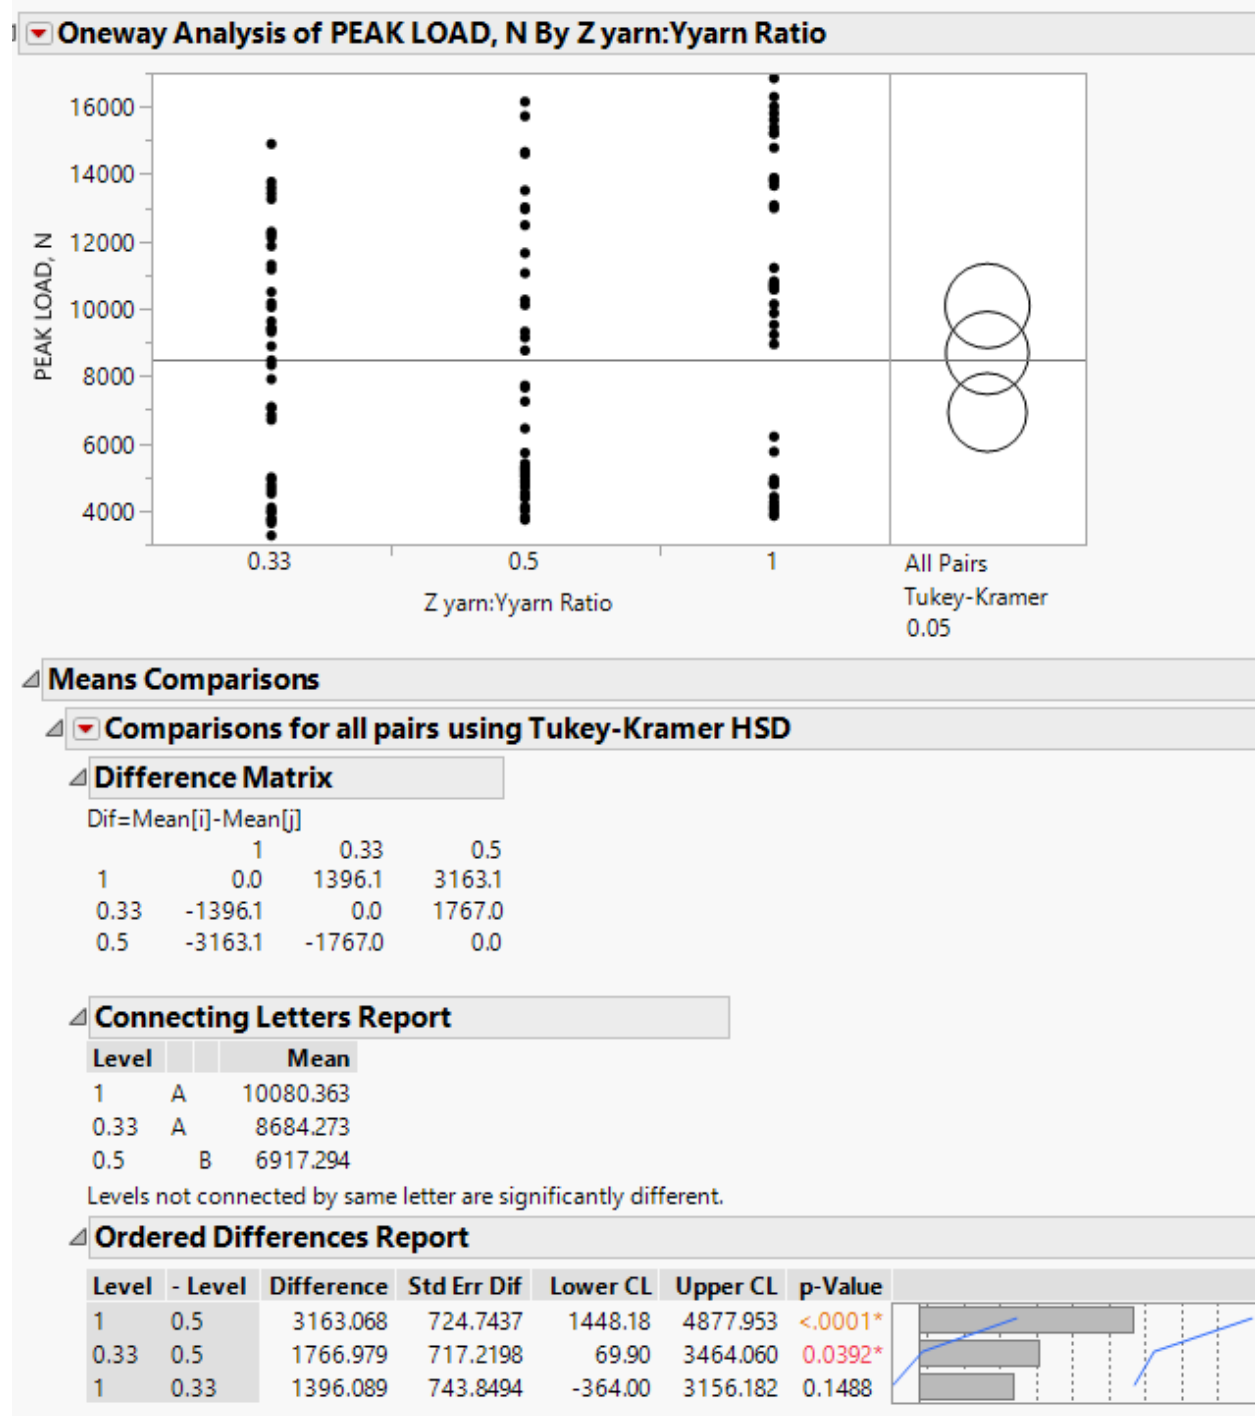 Oneway Analysis of PEAK LOAD, N By Z yarn:Yyarn Ratio
16000
14000
12000
10000
8000
6000
4000
PEAK LOAD, N
0.33 0.5 1
Z yarn:Yyarn Ratio
All Pairs
Tukey-Kramer
0.05
Means Comparisons
Comparisons for all pairs using Tukey-Kramer HSD
Difference Matrix
Dif=Mean[i]-Mean[j]
1 0.33 0.5
1 0.0 1396.1 3163.1
0.33 -1396.1 0.0 1767.0
0.5 -3163.1 -1767.0 0.0
Connecting Letters Report
Level Mean
1 A 10080.363
0.33 A 8684.273
0.5 B 6917.294
Levels not connected by same letter are significantly different.
Ordered Differences Report
Level - Level Difference Std Err Dif Lower CL Upper CL p-Value
1 0.5 3163.068 724.7437 1448.18 4877.953 <.0001*
0.33 0.5 1766.979 717.2198 69.90 3464.060 0.0392*
1 0.33 1396.089 743.8494 -364.00 3156.182 0.1488